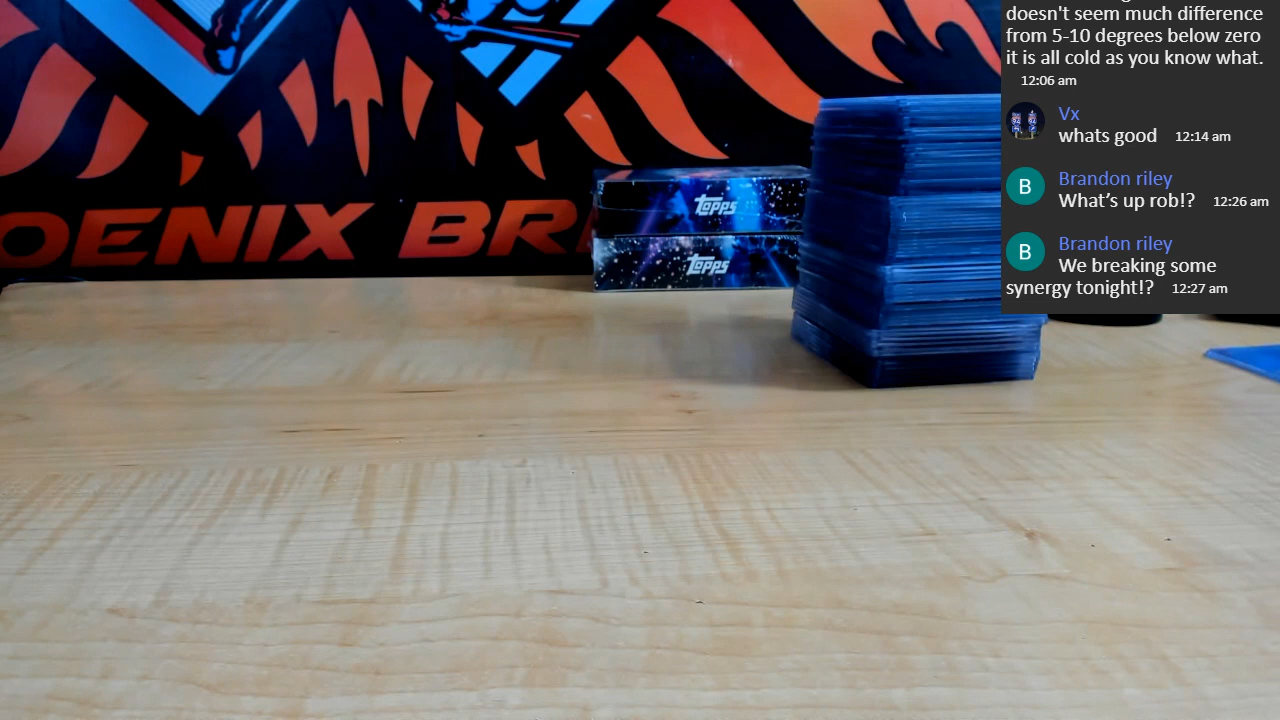 doesn't seem much difference
from 5-10 degrees below zero
it is all cold as you know what.
12:06 am
Vx
whats good 12:14 am
B
Brandon riley
What's up rob!? 12:26 am
B
Brandon riley
We breaking some
synergy tonight!? 12:27 am
Topps
Topps
OENIX BR